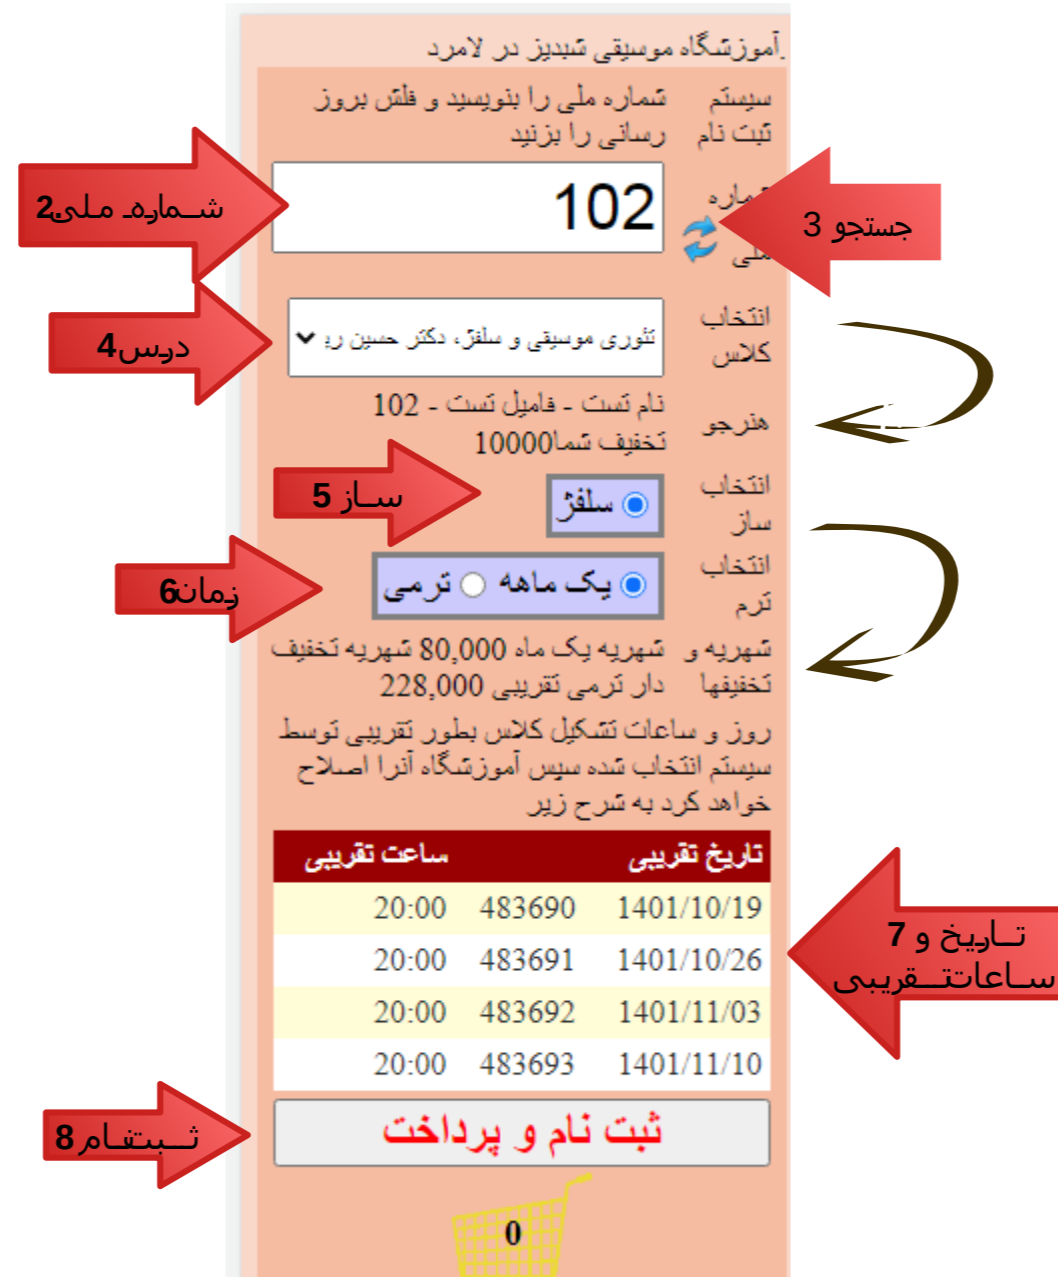 آموزشگاه موسیقی شبدیز در لامرد.
سیستم ثبت نام
شماره ملی را بنویسید و فلش بروز رسانی را بزنید
شماره ملی
102
شماره ملی2
جستجو 3
انتخاب کلاس
تئوری موسیقی و سلفژ، دکتر حسین
درس4
هنرجو
نام تست - فامیل تست - 102
تخفیف شما10000
انتخاب ساز
سلفژ
ساز 5
انتخاب ترم
یک ماهه ترمی
زمان6
شهریه و تخفیفها
شهریه یک ماه 80,000 شهریه تخفیف
دار ترمی تقریبی 228,000
روز و ساعات تشکیل کلاس بطور تقریبی توسط
سیستم انتخاب شده سپس آموزشگاه آنرا اصلاح
خواهد کرد به شرح زیر
تاریخ تقریبی ساعت تقریبی
1401/10/19 483690 20:00
1401/10/26 483691 20:00
1401/11/03 483692 20:00
1401/11/10 483693 20:00
تاریخ و 7
ساعات تقریبی
ثبت نام و پرداخت
ثبت نام 8
0